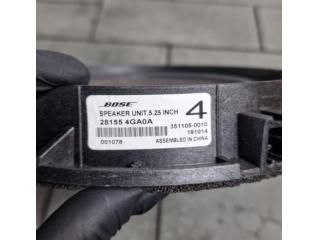 BOSE
SPEAKER UNIT,5.25 INCH
28155 4GA0A
4
351105-0010
191014
001078
ASSEMBLED IN CHINA